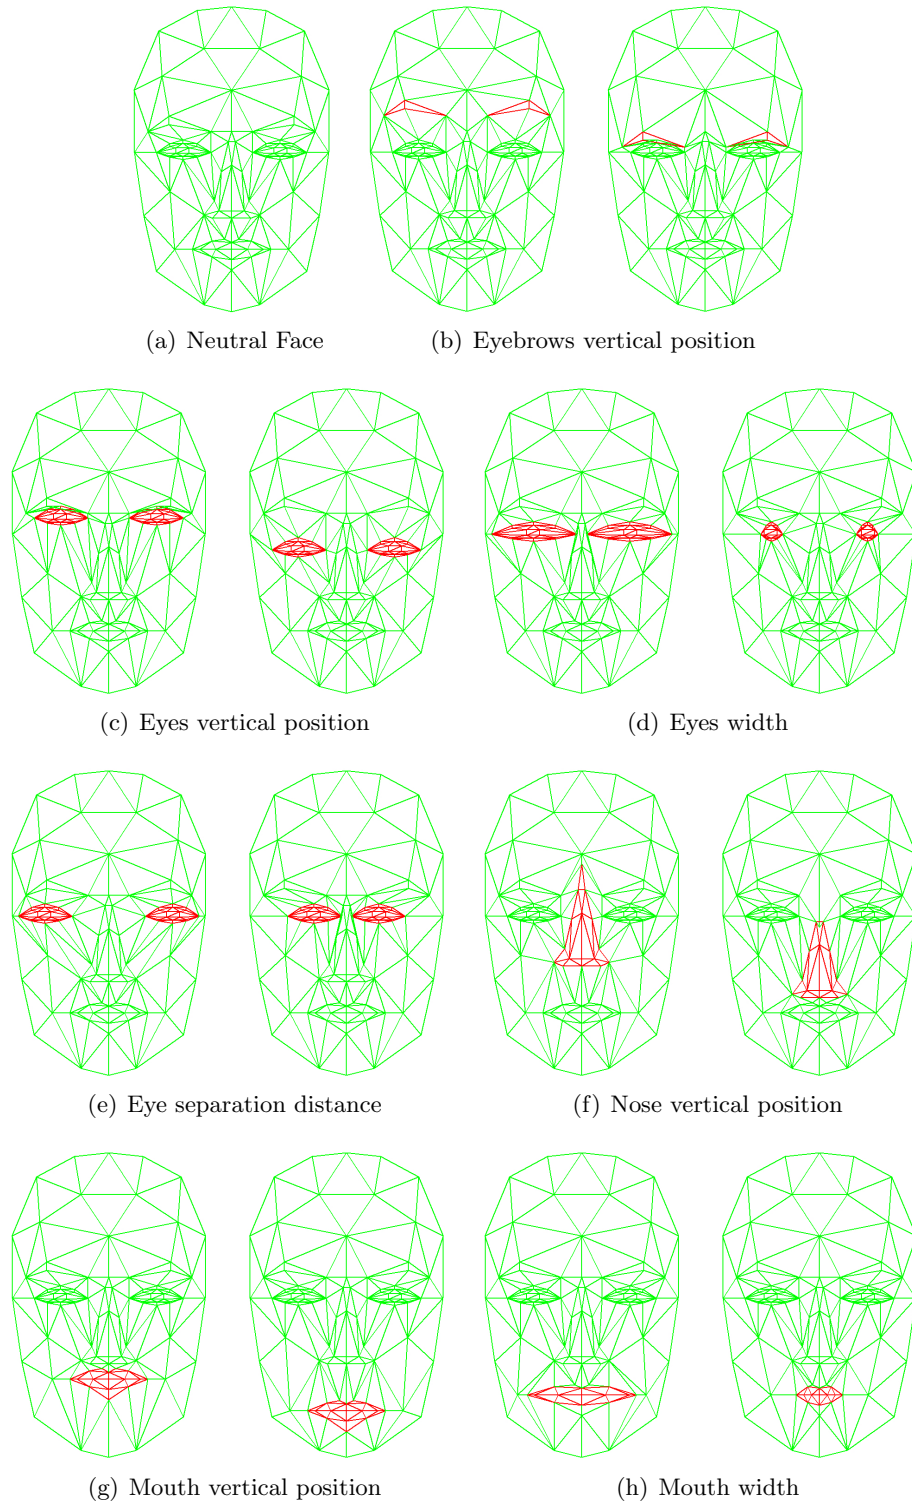 (a) Neutral Face
(b) Eyebrows vertical position
(c) Eyes vertical position
(d) Eyes width
(e) Eye separation distance
(f) Nose vertical position
(g) Mouth vertical position
(h) Mouth width